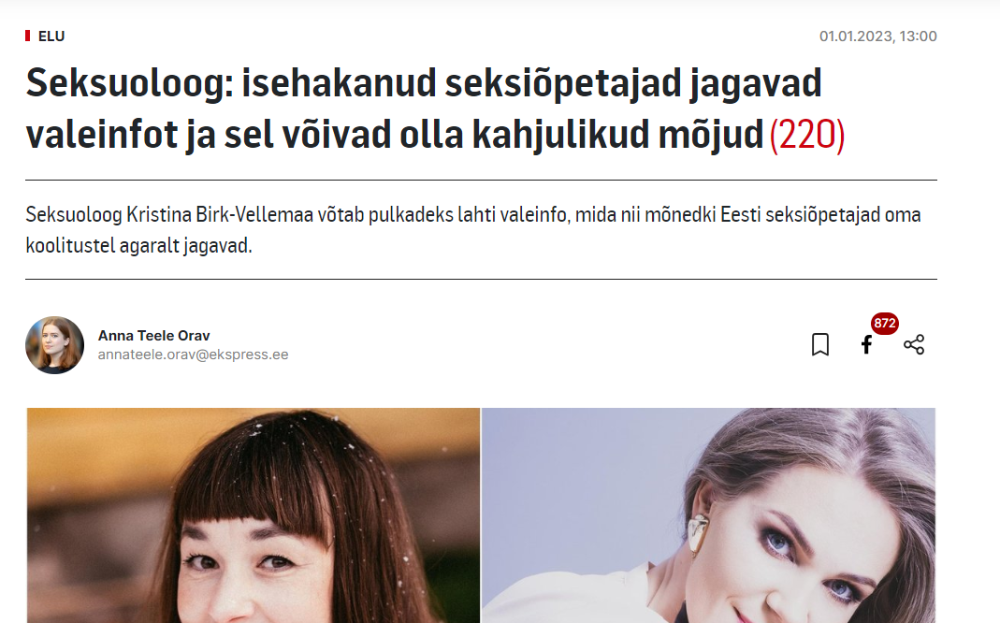 ELU
01.01.2023, 13:00
Seksuoloog: isehakanud seksiõpetajad jagavad
valeinfot ja sel võivad olla kahjulikud mõjud (220)
Seksuoloog Kristina Birk-Vellemaa võtab pulkadeks lahti valeinfo, mida nii mõnedki Eesti seksiõpetajad oma
koolitustel agaralt jagavad.
Anna Teele Orav
annateele.orav@ekspress.ee
872